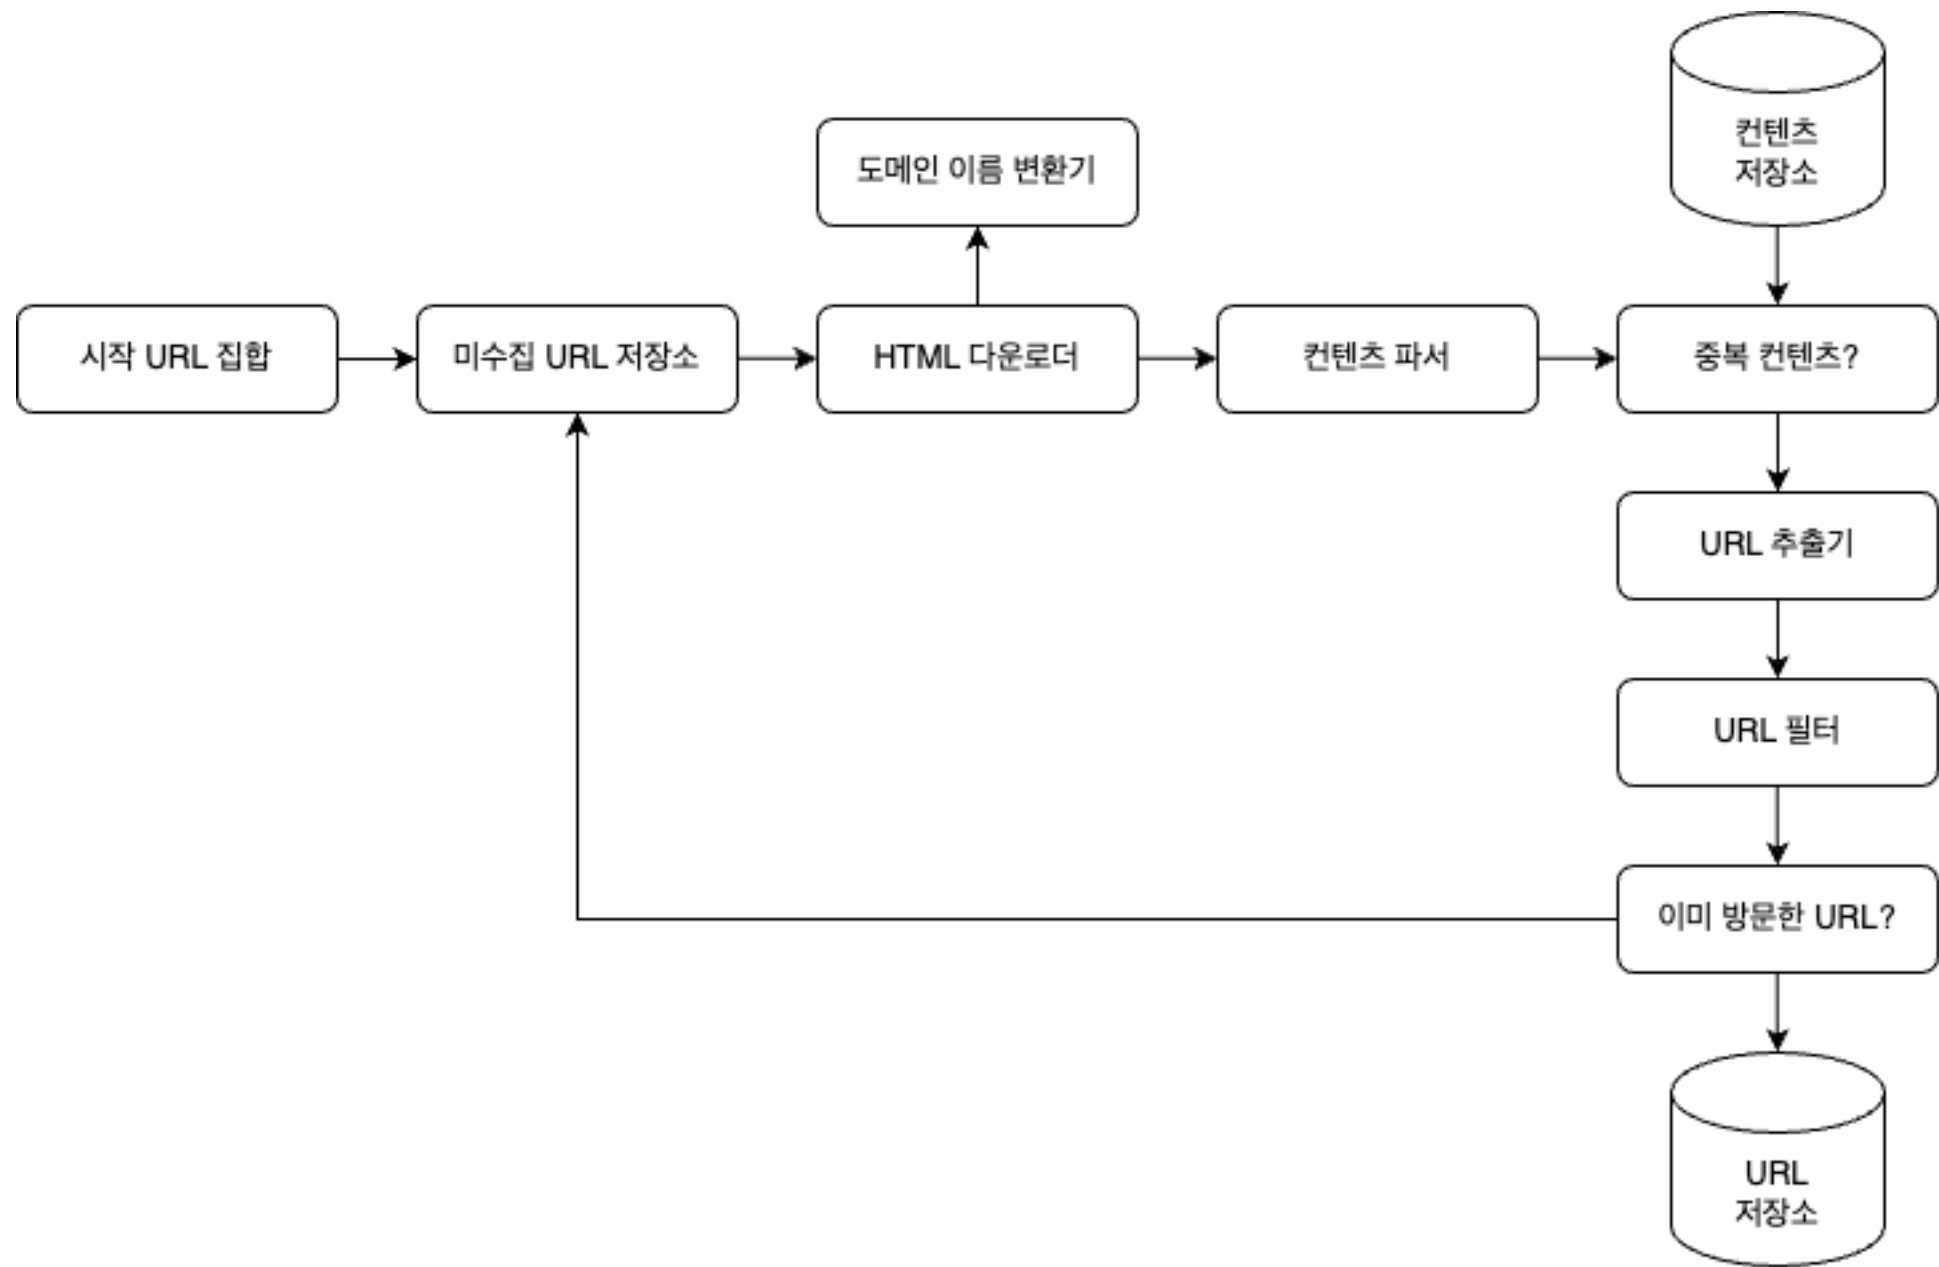 컨텐츠
저장소
도메인 이름 변환기
시작 URL 집합
미수집 URL 저장소
HTML 다운로더
컨텐츠 파서
중복 컨텐츠?
URL 추출기
URL 필터
이미 방문한 URL?
URL
저장소